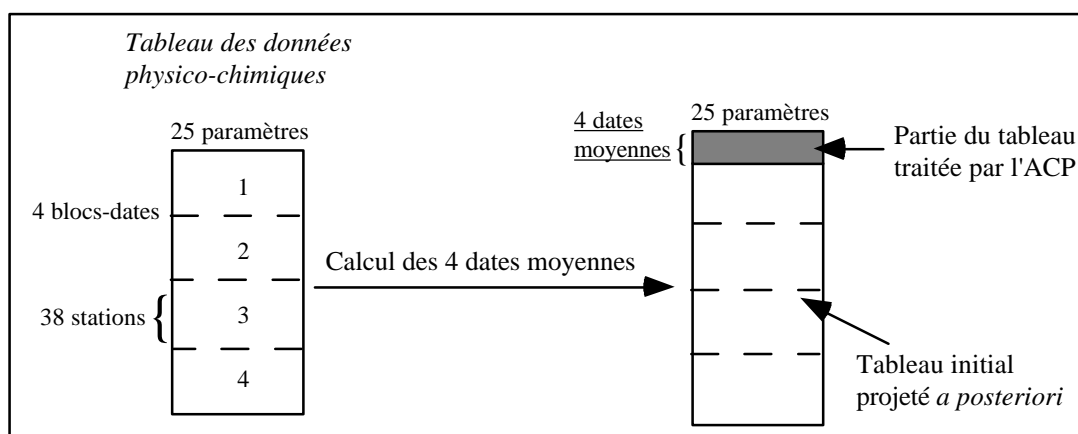 Tableau des données
physico-chimiques
25 paramètres
4 blocs-dates
38 stations
1
2
3
4
Calcul des 4 dates moyennes
4 dates
moyennes
25 paramètres
Partie du tableau
traitée par l'ACP
Tableau initial
projeté a posteriori